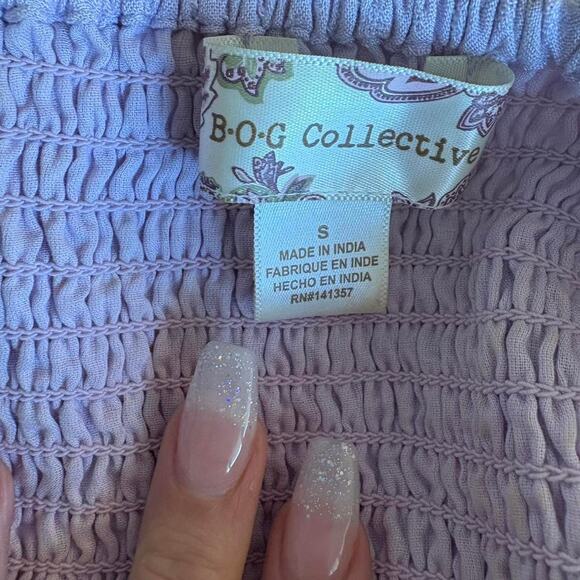 B•O•G Collective
S
MADE IN INDIA
FABRIQUE EN INDE
HECHO EN INDIA
RN#141357